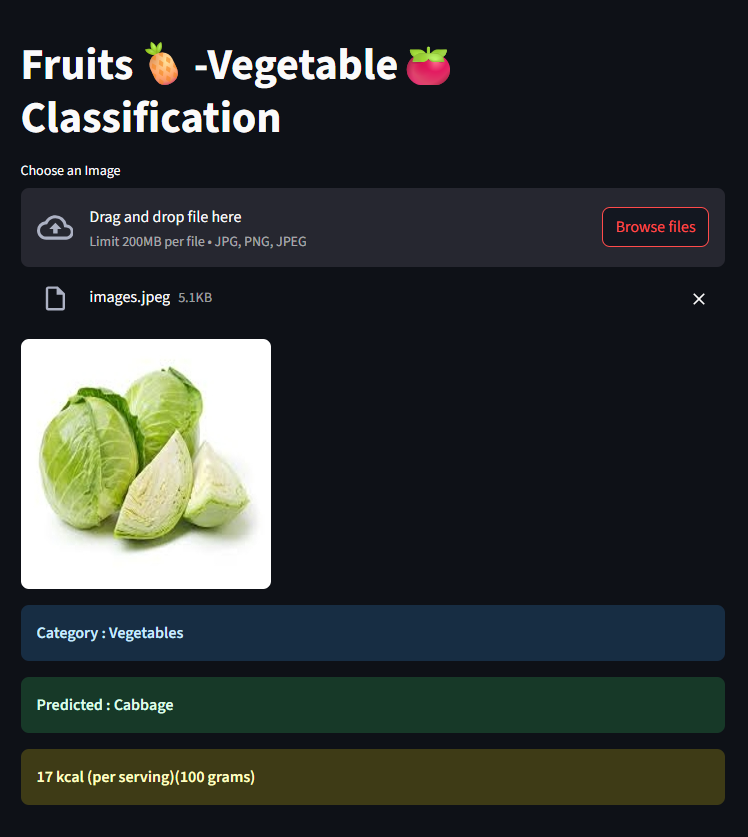 Fruits🍍 -Vegetable🍅
Classification
Choose an Image
Drag and drop file here
Limit 200MB per file • JPG, PNG, JPEG
Browse files
images.jpeg 5.1KB
Category : Vegetables
Predicted : Cabbage
17 kcal (per serving)(100 grams)